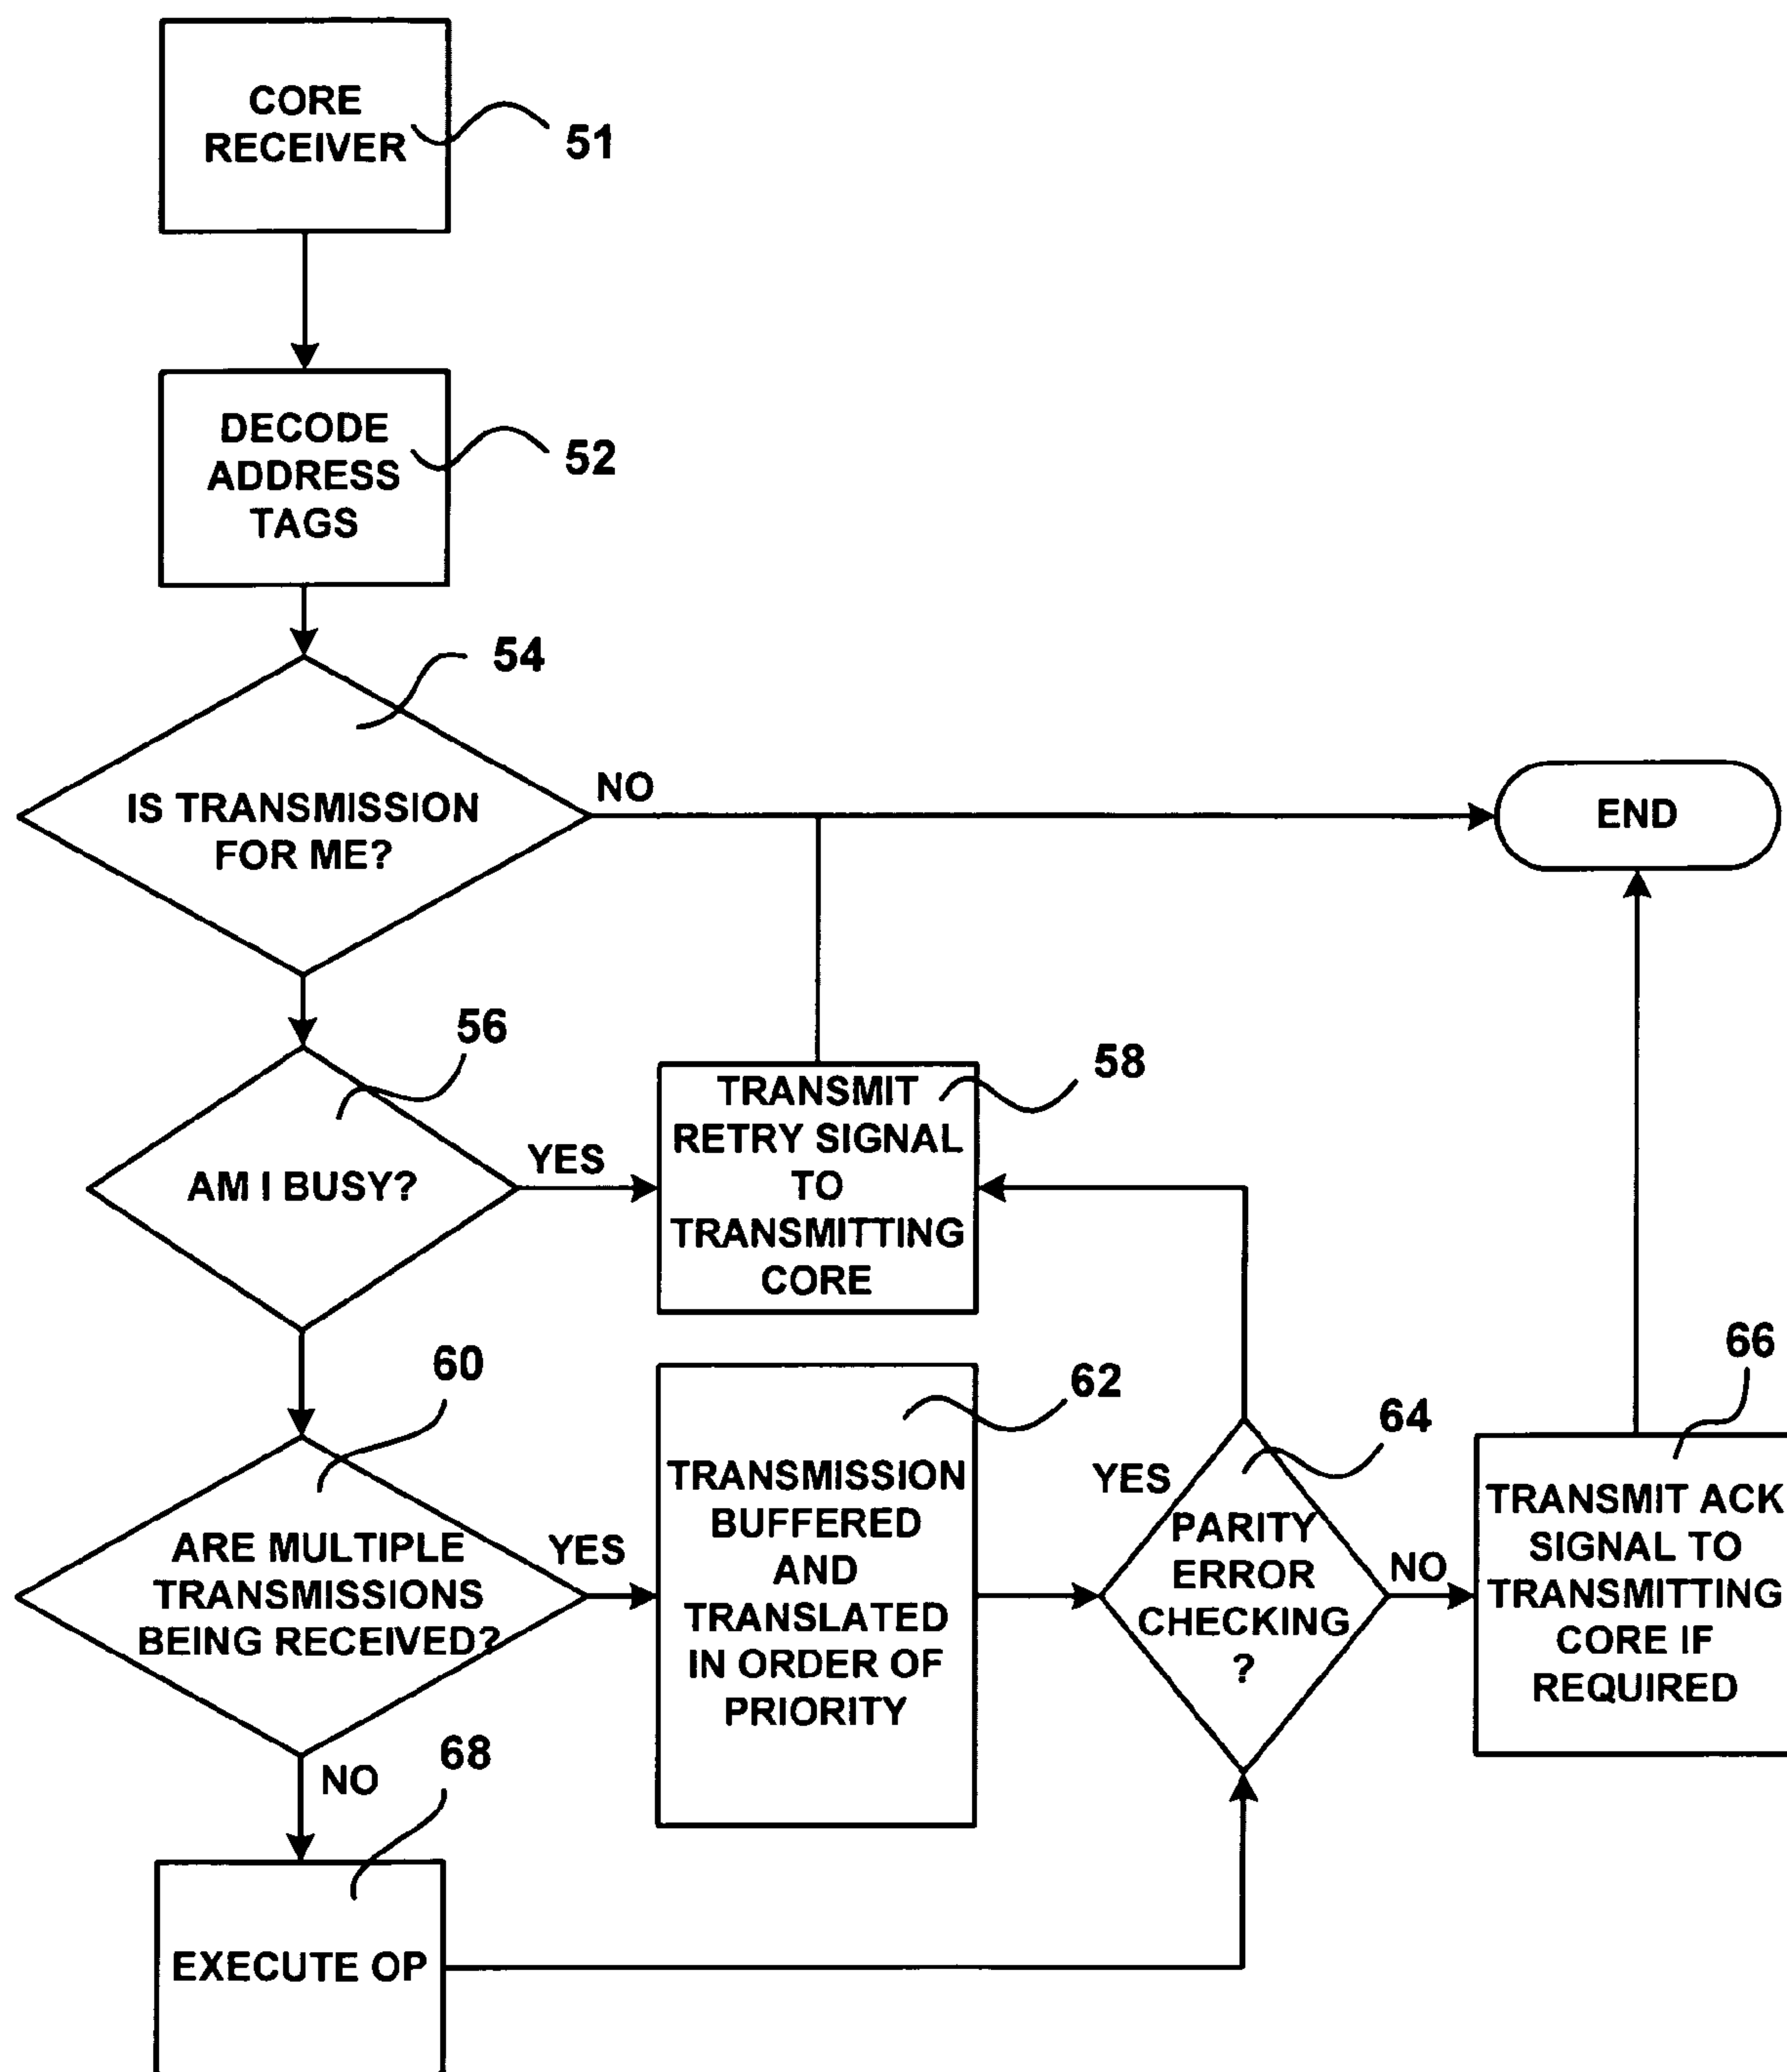 CORE
RECEIVER
51
DECODE
ADDRESS
TAGS
52
54
IS TRANSMISSION
FOR ME?
NO
END
56
AM I BUSY?
YES
58
TRANSMIT
RETRY SIGNAL
TO
TRANSMITTING
CORE
60
ARE MULTIPLE
TRANSMISSIONS
BEING RECEIVED?
YES
NO
62
TRANSMISSION
BUFFERED
AND
TRANSLATED
IN ORDER OF
PRIORITY
64
YES
PARITY
ERROR
CHECKING
?
NO
66
TRANSMIT ACK
SIGNAL TO
TRANSMITTING
CORE IF
REQUIRED
68
EXECUTE OP